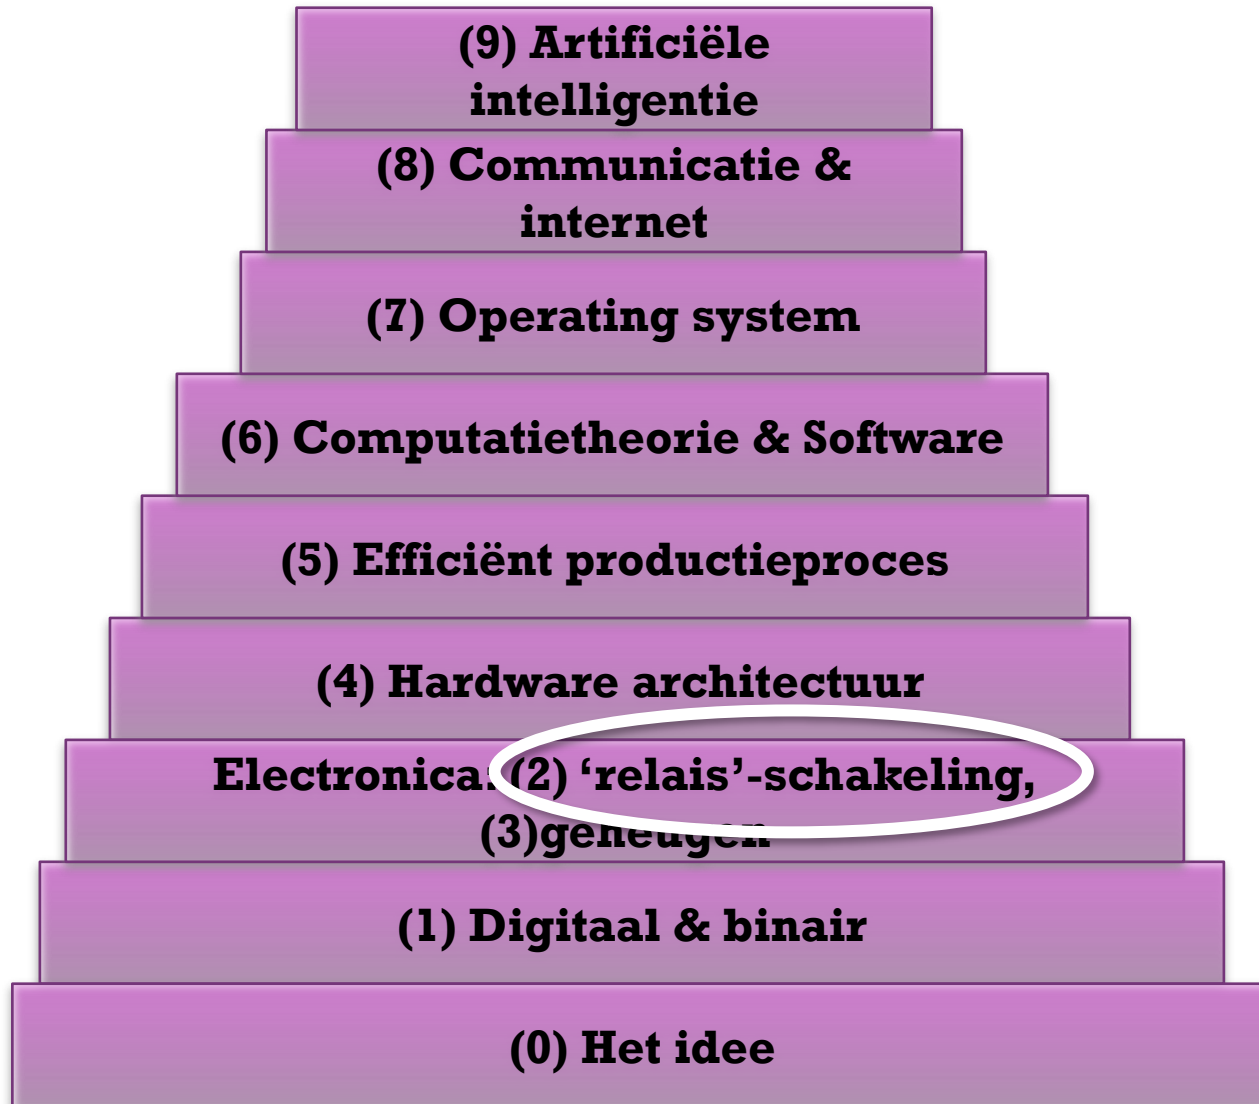 (9) Artificiële
intelligentie
(8) Communicatie &
internet
(7) Operating system
(6) Computatietheorie & Software
(5) Efficiënt productieproces
(4) Hardware architectuur
Electronica: (2) ‘relais’-schakeling,
(3)geheugen
(1) Digitaal & binair
(0) Het idee